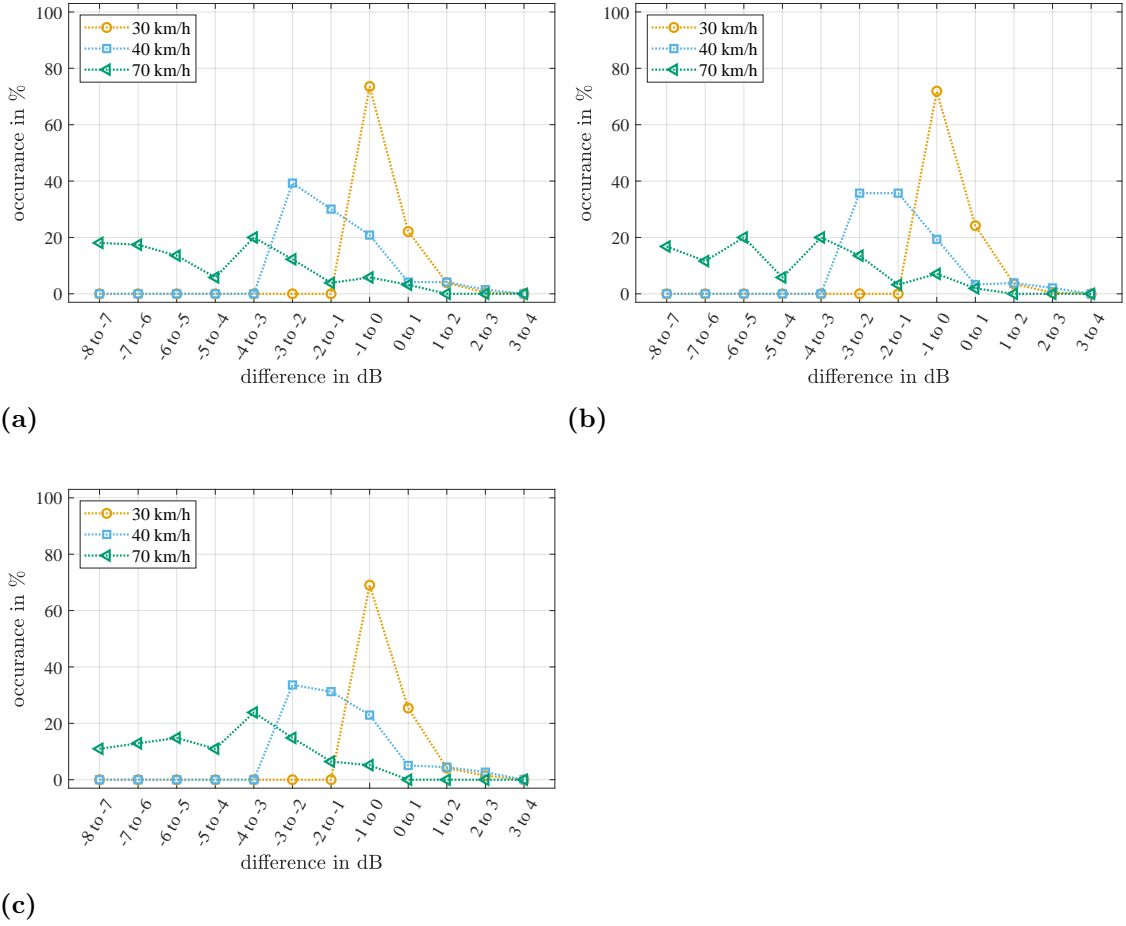 100
80
60
40
20
0
occurance in %
30 km/h
40 km/h
70 km/h
-8 to -7
-7 to -6
-6 to -5
-5 to -4
-4 to -3
-3 to -2
-2 to -1
-1 to 0
0 to 1
1 to 2
2 to 3
3 to 4
difference in dB
(a)
100
80
60
40
20
0
occurance in %
30 km/h
40 km/h
70 km/h
-8 to -7
-7 to -6
-6 to -5
-5 to -4
-4 to -3
-3 to -2
-2 to -1
-1 to 0
0 to 1
1 to 2
2 to 3
3 to 4
difference in dB
(b)
100
80
60
40
20
0
occurance in %
30 km/h
40 km/h
70 km/h
-8 to -7
-7 to -6
-6 to -5
-5 to -4
-4 to -3
-3 to -2
-2 to -1
-1 to 0
0 to 1
1 to 2
2 to 3
3 to 4
difference in dB
(c)